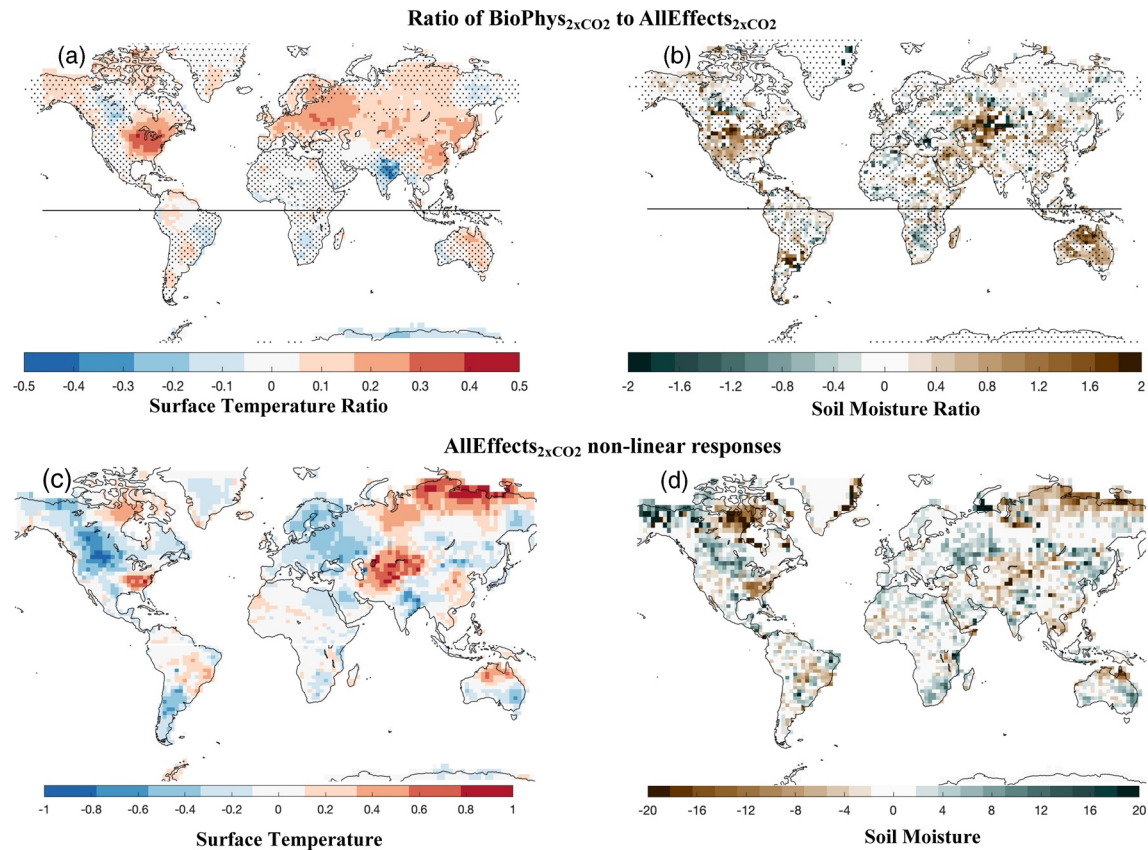 Ratio of BioPhys2xCO2 to AllEffects2xCO2
(a)
(b)
-0.5 -0.3 -0.2 -0.1 0 0.1 0.2 0.3 0.4 0.5
Surface Temperature Ratio
-2 -1.6 -1.2 -0.8 -0.4 0 0.4 0.8 1.2 1.6 2
Soil Moisture Ratio
AllEffects2xCO2 non-linear responses
(c)
(d)
-1 -0.8 -0.6 -0.4 -0.2 0 0.2 0.4 0.6 0.8 1
Surface Temperature
-20 -16 -12 -8 -4 0 4 8 12 16 20
Soil Moisture